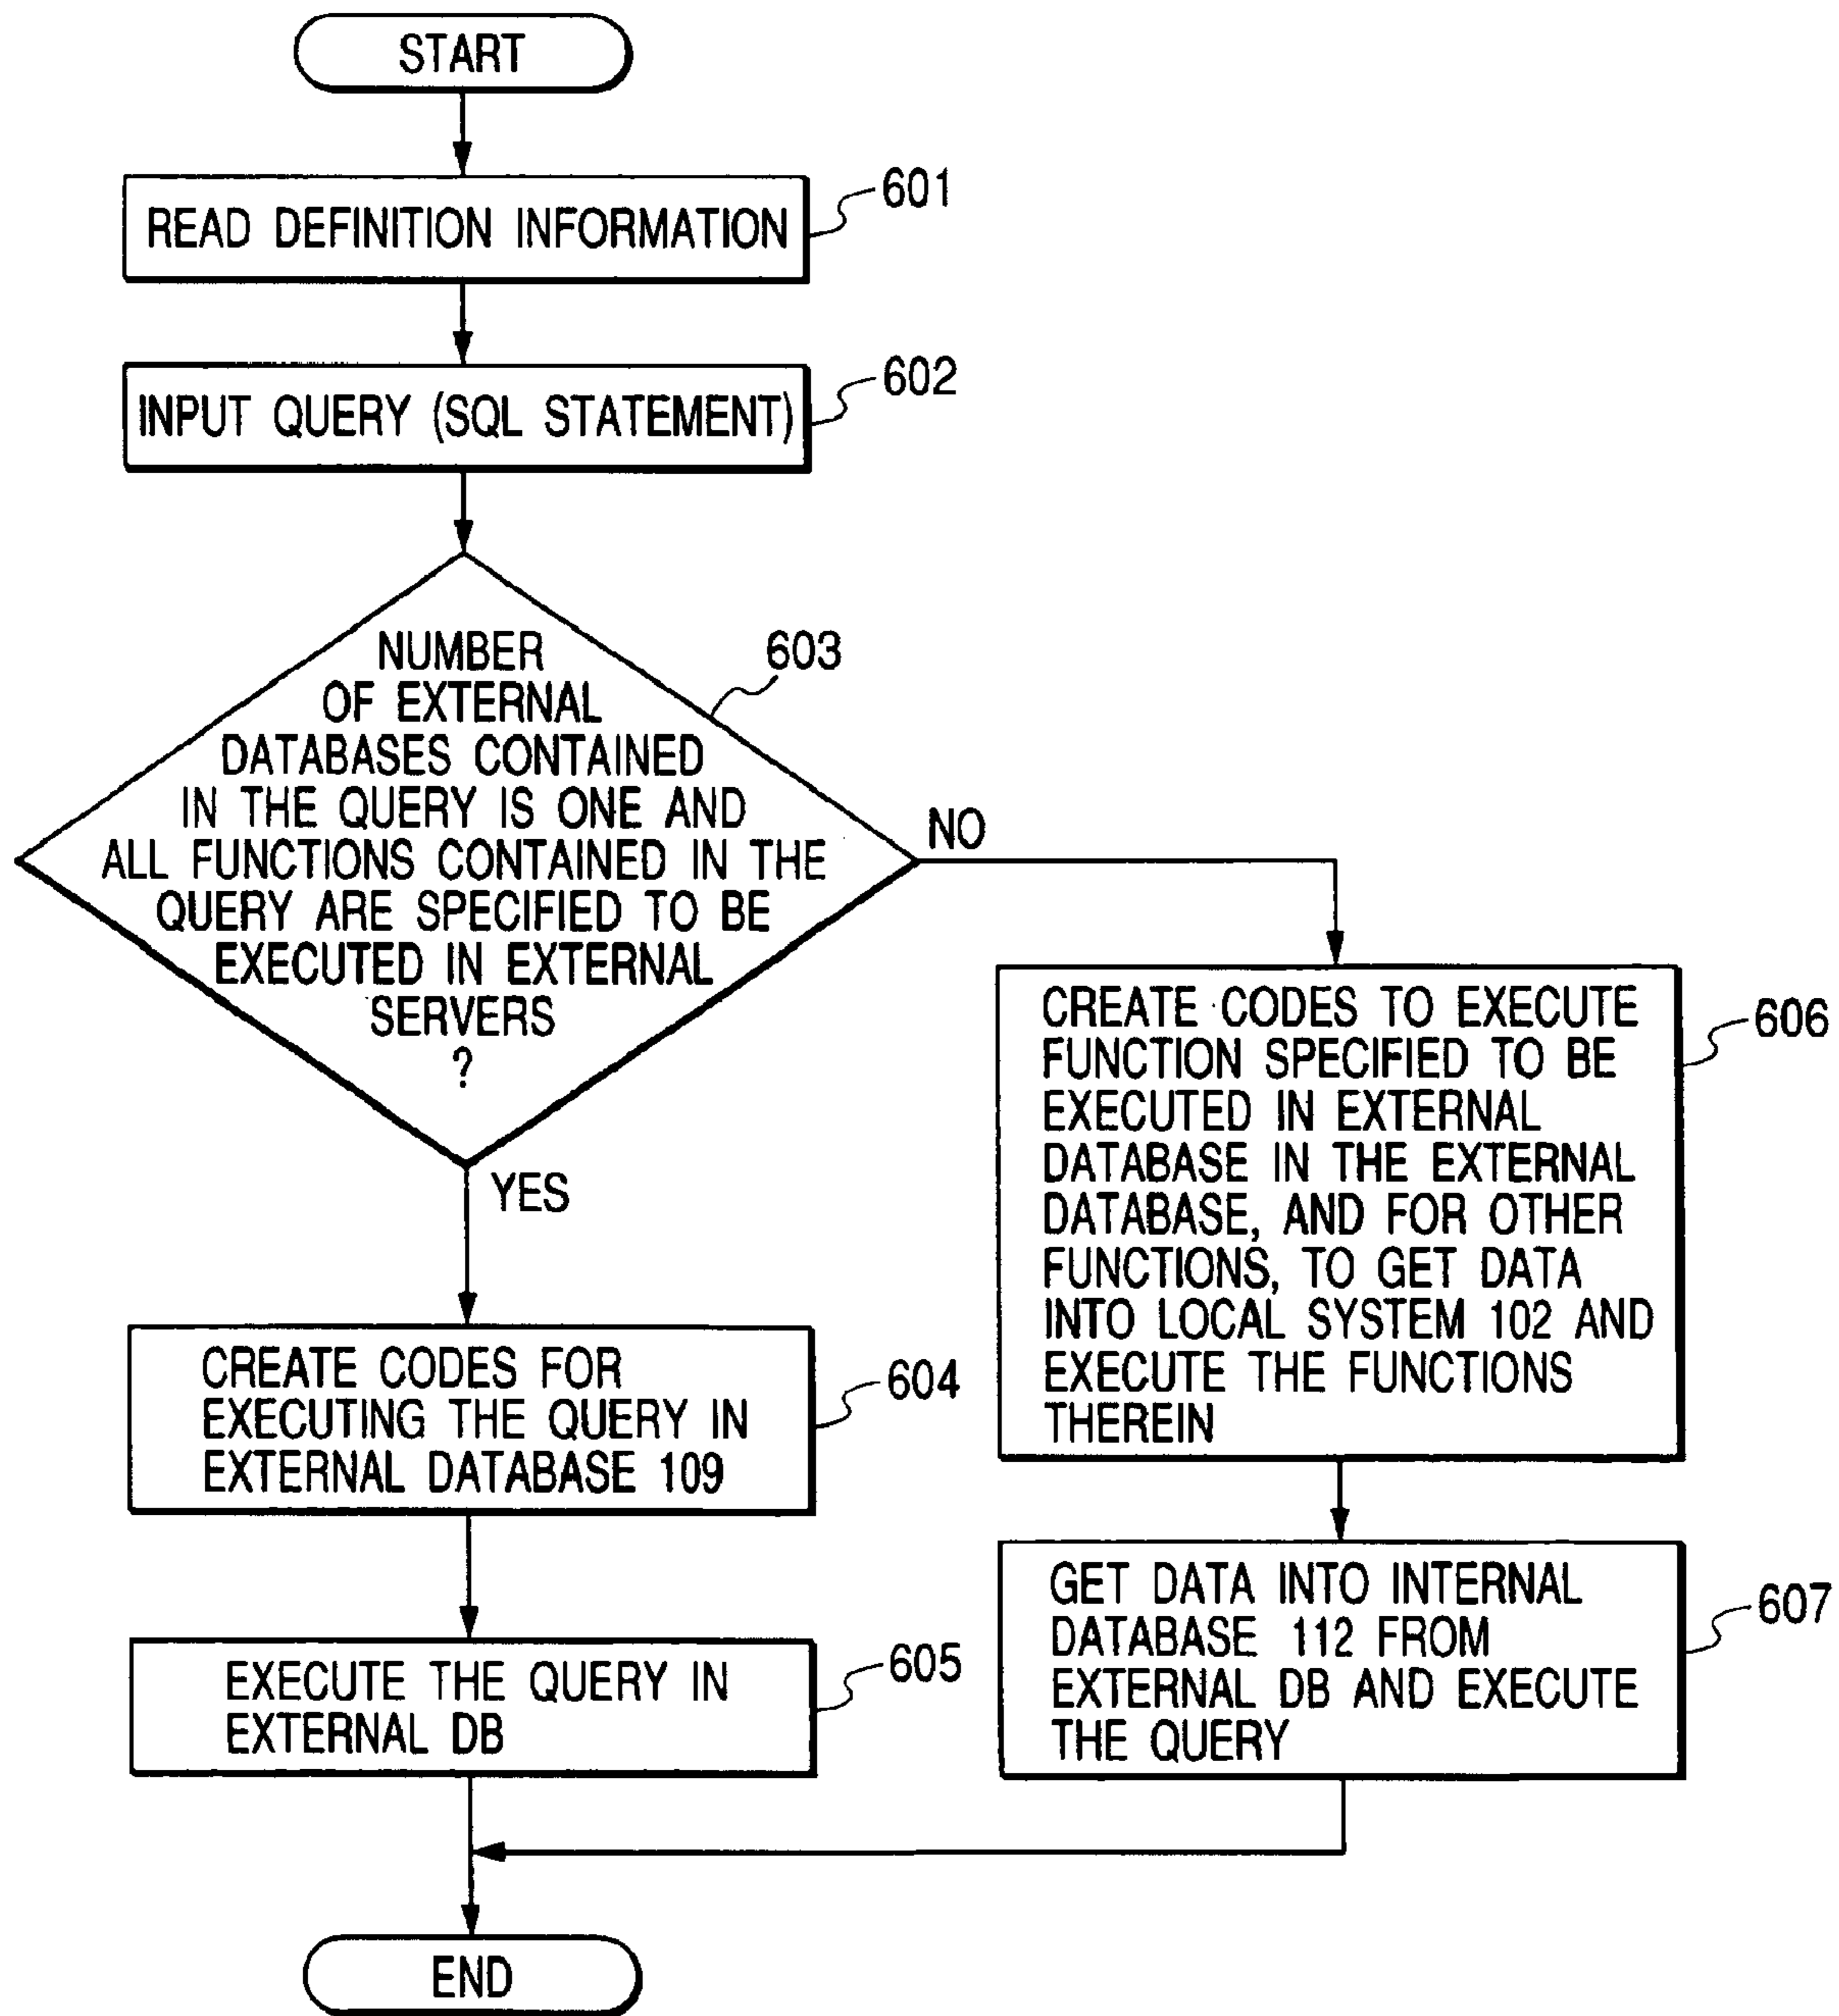 START
READ DEFINITION INFORMATION
601
INPUT QUERY (SQL STATEMENT)
602
NUMBER
OF EXTERNAL
DATABASES CONTAINED
IN THE QUERY IS ONE AND
ALL FUNCTIONS CONTAINED IN THE
QUERY ARE SPECIFIED TO BE
EXECUTED IN EXTERNAL
SERVERS
?
603
NO
YES
CREATE CODES FOR
EXECUTING THE QUERY IN
EXTERNAL DATABASE 109
604
EXECUTE THE QUERY IN
EXTERNAL DB
605
CREATE CODES TO EXECUTE
FUNCTION SPECIFIED TO BE
EXECUTED IN EXTERNAL
DATABASE IN THE EXTERNAL
DATABASE, AND FOR OTHER
FUNCTIONS, TO GET DATA
INTO LOCAL SYSTEM 102 AND
EXECUTE THE FUNCTIONS
THEREIN
606
GET DATA INTO INTERNAL
DATABASE 112 FROM
EXTERNAL DB AND EXECUTE
THE QUERY
607
END